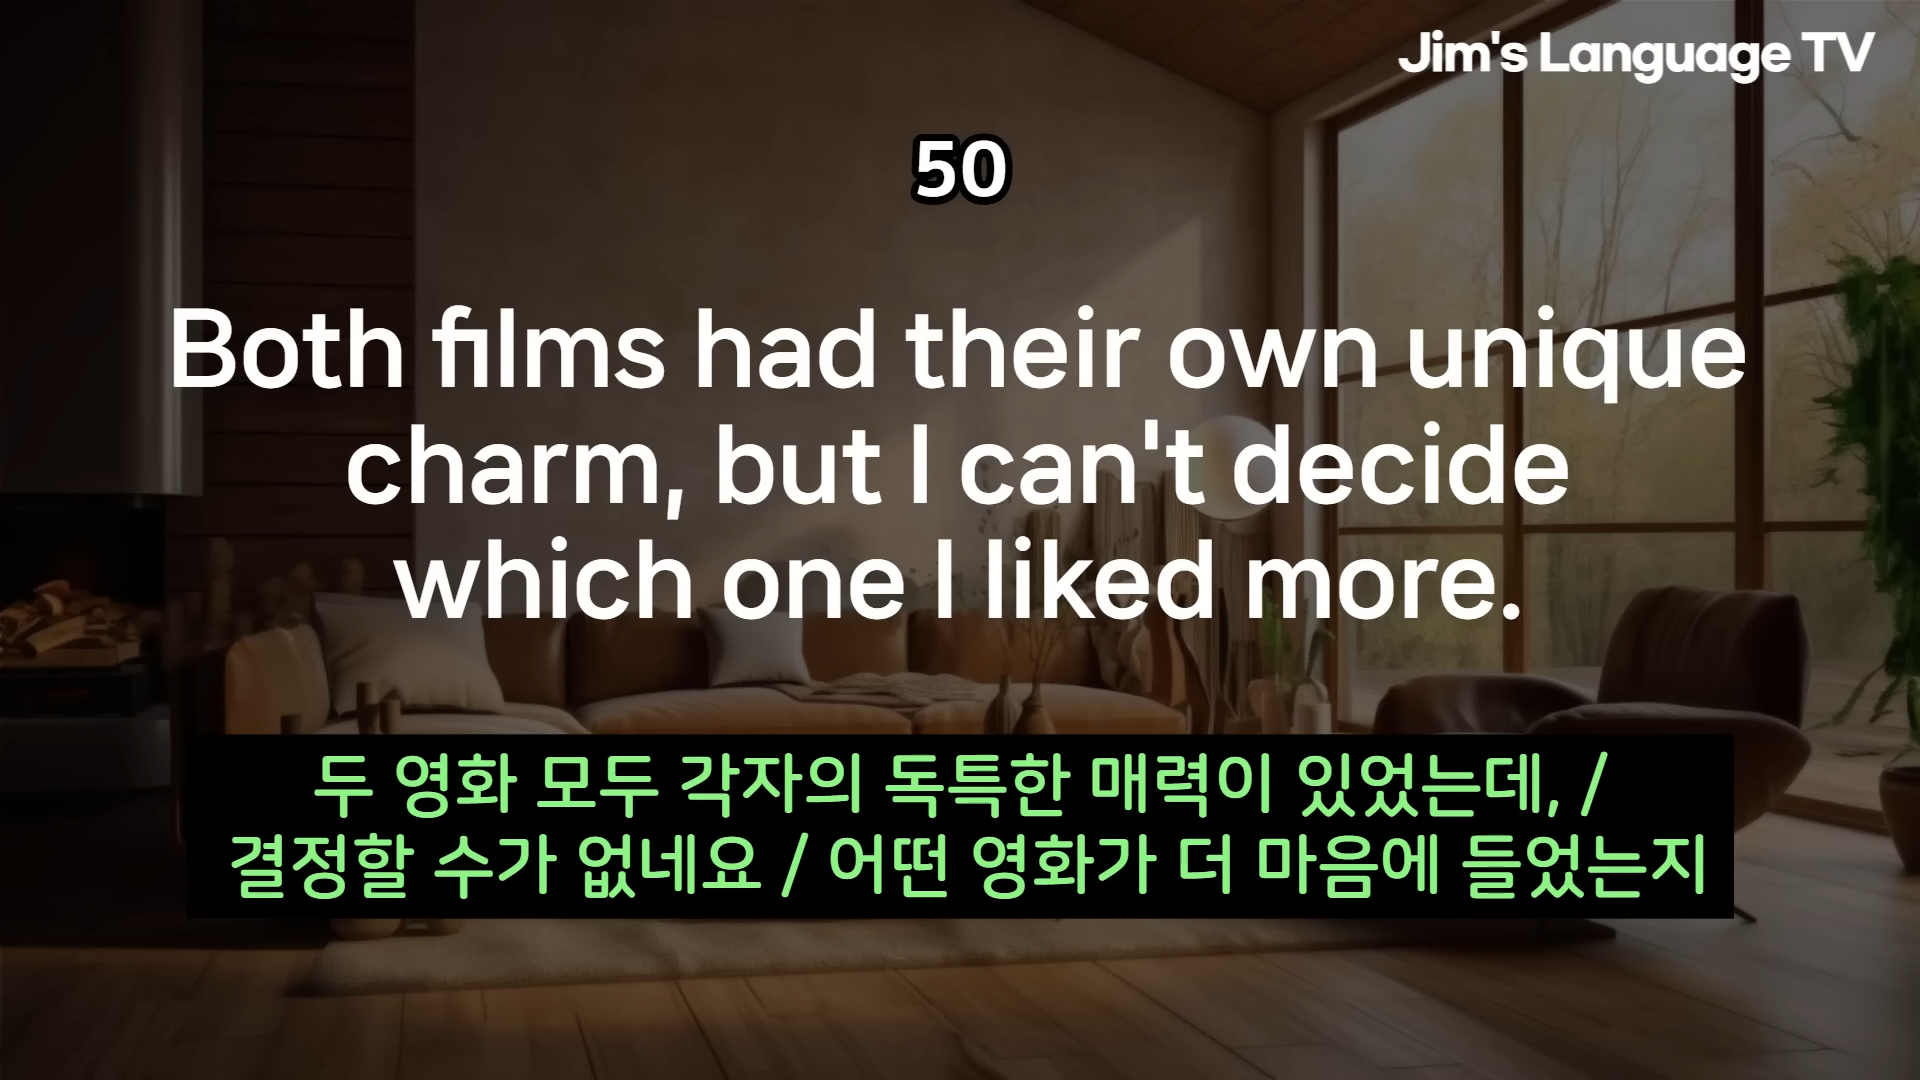 Jim's Language TV
50
Both films had their own unique
charm, but I can't decide
which one I liked more.
두 영화 모두 각자의 독특한 매력이 있었는데, /
결정할 수가 없네요 / 어떤 영화가 더 마음에 들었는지